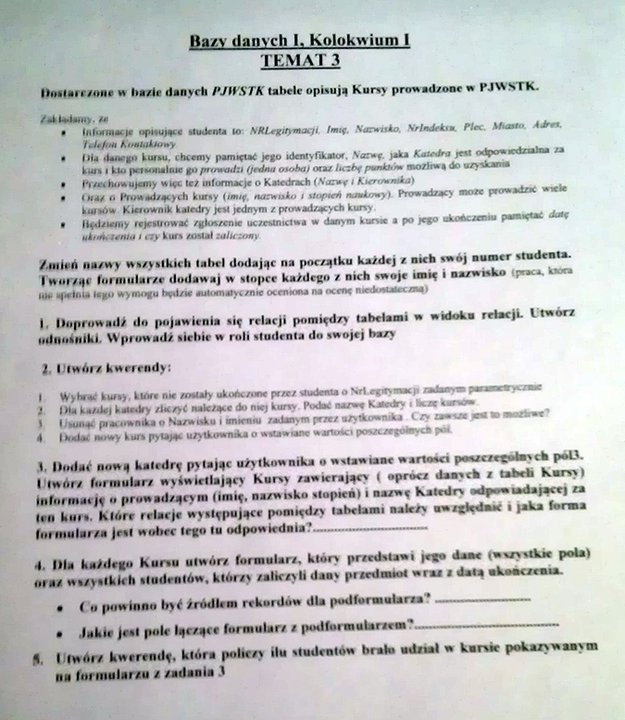 Bazy danych I, Kolokwium I
TEMAT 3
Dostarczone w bazie danych PJWSTK tabele opisują Kursy prowadzone w PJWSTK.
Zakładamy, że
• Informacje opisujące studenta to: NRLegitymacji, Imię, Nazwisko, NrIndeksu, Plec, Miasto, Adres,
Telefon Kontaktowy
• Dla danego kursu, chcemy pamiętać jego identyfikator, Nazwę, jaka Katedra jest odpowiedzialna za
kurs i kto personalnie go prowadzi (jedna osoba) oraz liczbę punktów możliwą do uzyskania
• Przechowujemy więc też informacje o Katedrach (Nazwę i Kierownika)
• Oraz o Prowadzących kursy (imię, nazwisko i stopień naukowy). Prowadzący może prowadzić wiele
kursów. Kierownik katedry jest jednym z prowadzących kursy.
• Będziemy rejestrować zgłoszenie uczestnictwa w danym kursie a po jego ukończeniu pamiętać datę
ukończenia i czy kurs został zaliczony.
Zmień nazwy wszystkich tabel dodając na początku każdej z nich swój numer studenta.
Tworząc formularze dodawaj w stopce każdego z nich swoje imię i nazwisko (praca, która
nie spełnia tego wymogu będzie automatycznie oceniona na ocenę niedostateczną)
1. Doprowadź do pojawienia się relacji pomiędzy tabelami w widoku relacji. Utwórz
odnośniki. Wprowadź siebie w roli studenta do swojej bazy
2. Utwórz kwerendy:
1. Wybrać kursy, które nie zostały ukończone przez studenta o NrLegitymacji zadanym parametrycznie
2. Dla każdej katedry zliczyć należące do niej kursy. Podać nazwę Katedry i liczę kursów.
3. Usunąć pracownika o Nazwisku i imieniu zadanym przez użytkownika . Czy zawsze jest to możliwe?
4. Dodać nowy kurs pytając użytkownika o wstawiane wartości poszczególnych pól.
3. Dodać nową katedrę pytając użytkownika o wstawiane wartości poszczególnych pól3.
Utwórz formularz wyświetlający Kursy zawierający ( oprócz danych z tabeli Kursy)
informację o prowadzącym (imię, nazwisko stopień) i nazwę Katedry odpowiadającej za
ten kurs. Które relacje występujące pomiędzy tabelami należy uwzględnić i jaka forma
formularza jest wobec tego tu odpowiednia?..............................
4. Dla każdego Kursu utwórz formularz, który przedstawi jego dane (wszystkie pola)
oraz wszystkich studentów, którzy zaliczyli dany przedmiot wraz z datą ukończenia.
• Co powinno być źródłem rekordów dla podformularza? .........................
• Jakie jest pole łączące formularz z podformularzem?......................................
5. Utwórz kwerendę, która policzy ilu studentów brało udział w kursie pokazywanym
na formularzu z zadania 3